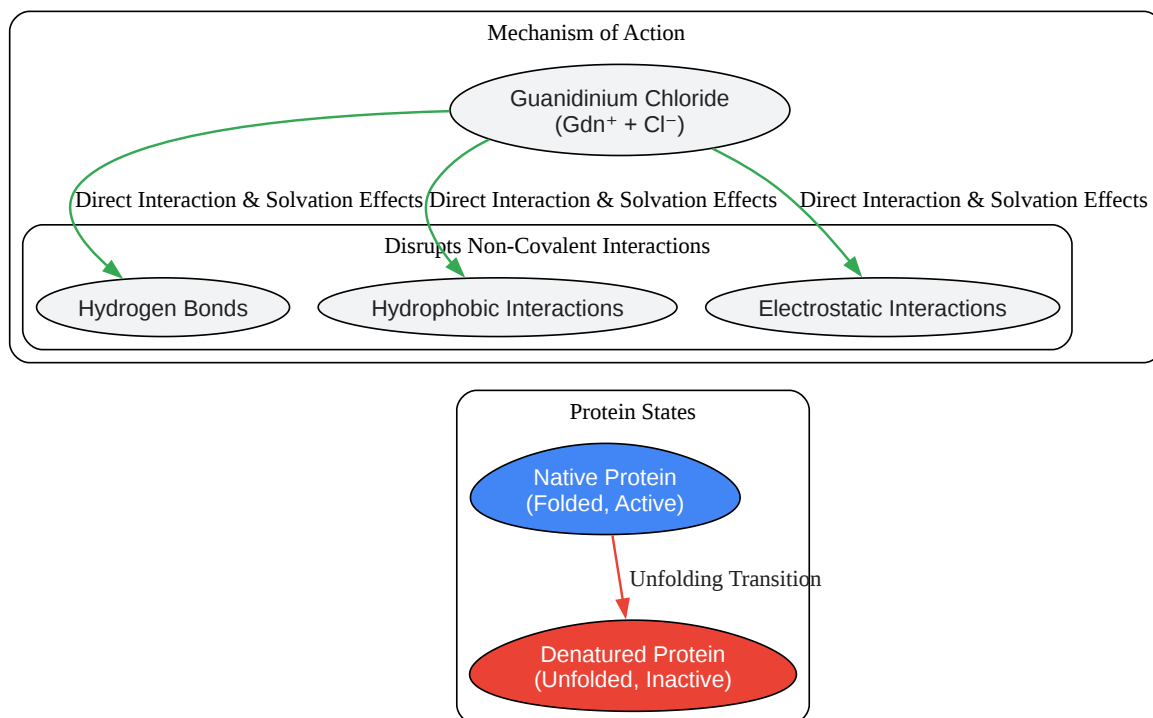 Mechanism of Action
Guanidinium Chloride
(Gdn⁺ + Cl⁻)
Direct Interaction & Solvation Effects
Direct Interaction & Solvation Effects
Direct Interaction & Solvation Effects
Disrupts Non-Covalent Interactions
Hydrogen Bonds
Hydrophobic Interactions
Electrostatic Interactions
Protein States
Native Protein
(Folded, Active)
Unfolding Transition
Denatured Protein
(Unfolded, Inactive)